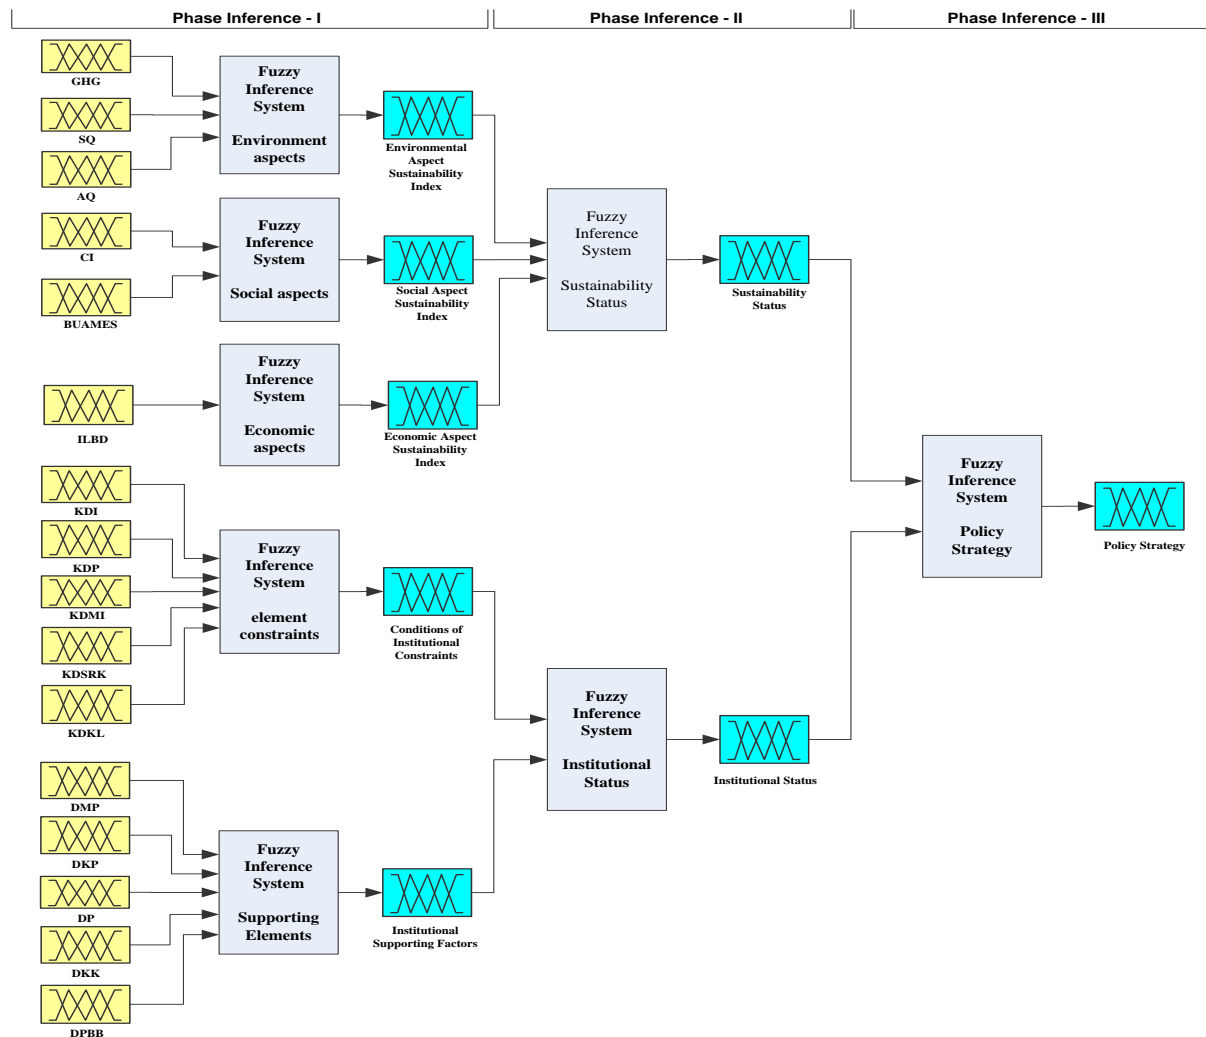 Phase Inference - I
Phase Inference - II
Phase Inference - III
GHG
SQ
AQ
CI
BUAMES
ILBD
KDI
KDP
KDMI
KDSRK
KDKL
DMP
DKP
DP
DKK
DPBB
Fuzzy
Inference
System
Environment
aspects
Fuzzy
Inference
System
Social aspects
Fuzzy
Inference
System
Economic
aspects
Fuzzy
Inference
System
element
constraints
Fuzzy
Inference
System
Supporting
Elements
Environmental
Aspect
Sustainability
Index
Social Aspect
Sustainability
Index
Economic Aspect
Sustainability
Index
Conditions of
Institutional
Constraints
Institutional
Supporting Factors
Fuzzy
Inference
System
Sustainability
Status
Fuzzy
Inference
System
Institutional
Status
Sustainability
Status
Institutional Status
Fuzzy
Inference
System
Policy
Strategy
Policy Strategy